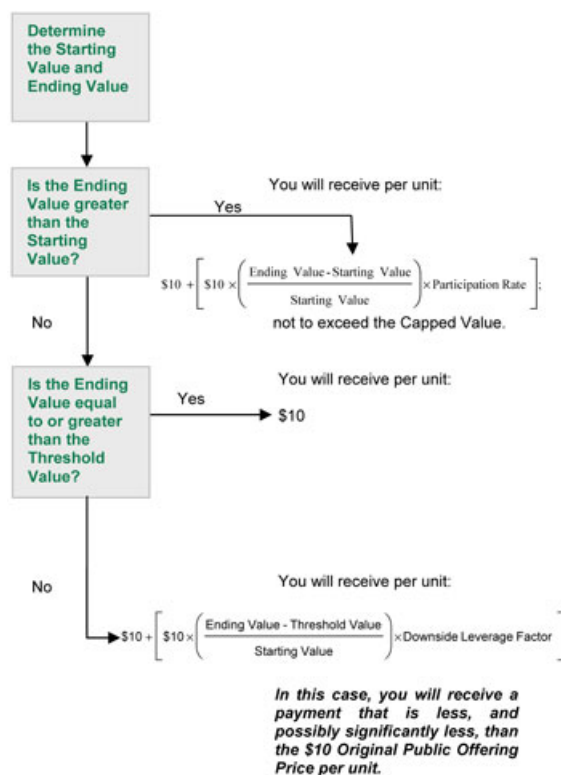 Determine
the Starting
Value and
Ending Value
Is the Ending
Value greater
than the
Starting
Value?
Yes
You will receive per unit:
$10 + [ $10 × ( Ending Value - Starting Value / Starting Value ) × Participation Rate ];
not to exceed the Capped Value.
No
Is the Ending
Value equal
to or greater
than the
Threshold
Value?
Yes
You will receive per unit:
$10
No
You will receive per unit:
$10 + [ $10 × ( Ending Value - Threshold Value / Starting Value ) × Downside Leverage Factor ]
In this case, you will receive a
payment that is less, and
possibly significantly less, than
the $10 Original Public Offering
Price per unit.